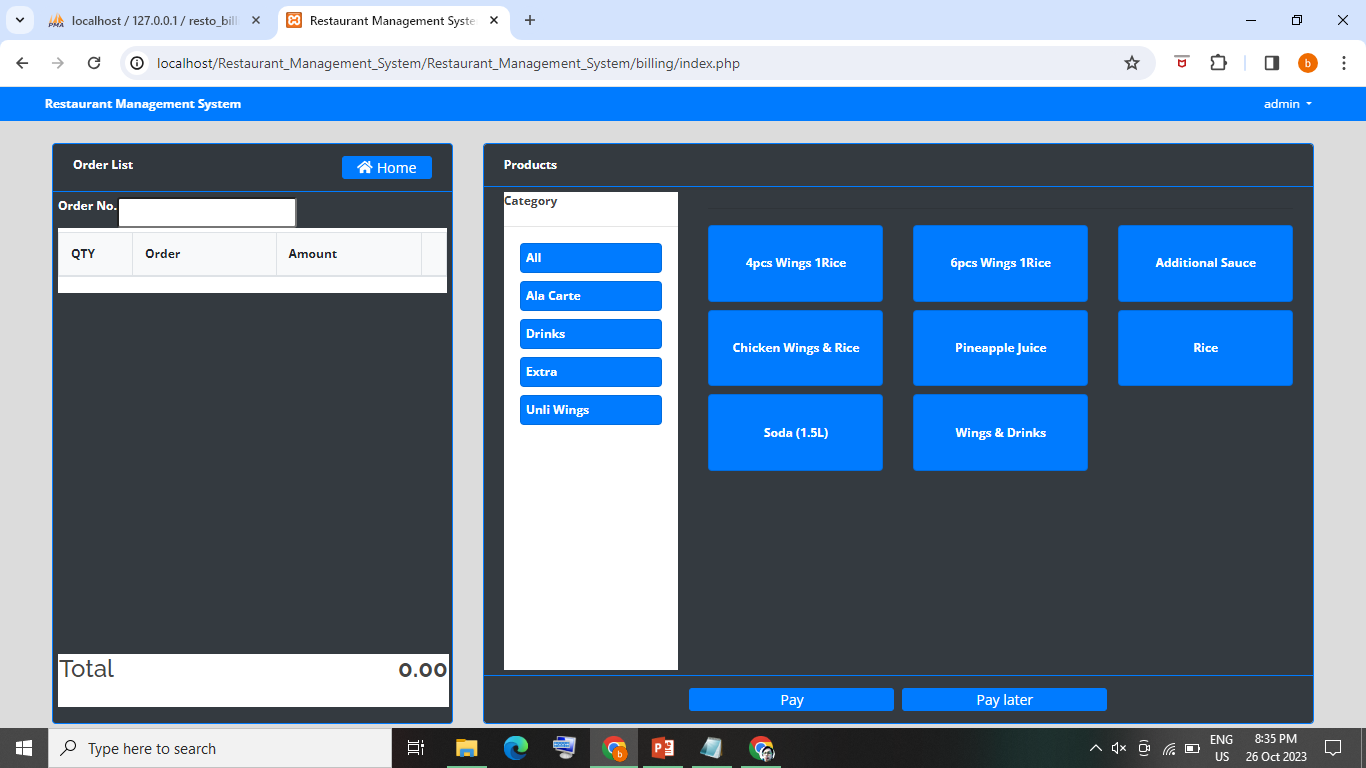 localhost / 127.0.0.1 / resto_bil
Restaurant Management Syste
localhost/Restaurant_Management_System/Restaurant_Management_System/billing/index.php
b
Restaurant Management System
admin
Order List
Home
Order No.
QTY Order Amount
Total 0.00
Products
Category
All
Ala Carte
Drinks
Extra
Unli Wings
4pcs Wings 1Rice
6pcs Wings 1Rice
Additional Sauce
Chicken Wings & Rice
Pineapple Juice
Rice
Soda (1.5L)
Wings & Drinks
Pay
Pay later
Type here to search
b
ENG
US
8:35 PM
26 Oct 2023